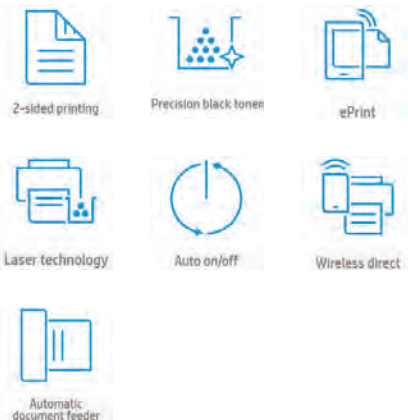 2-sided printing
Precision black toner
ePrint
Laser technology
Auto on/off
Wireless direct
Automatic
document feeder